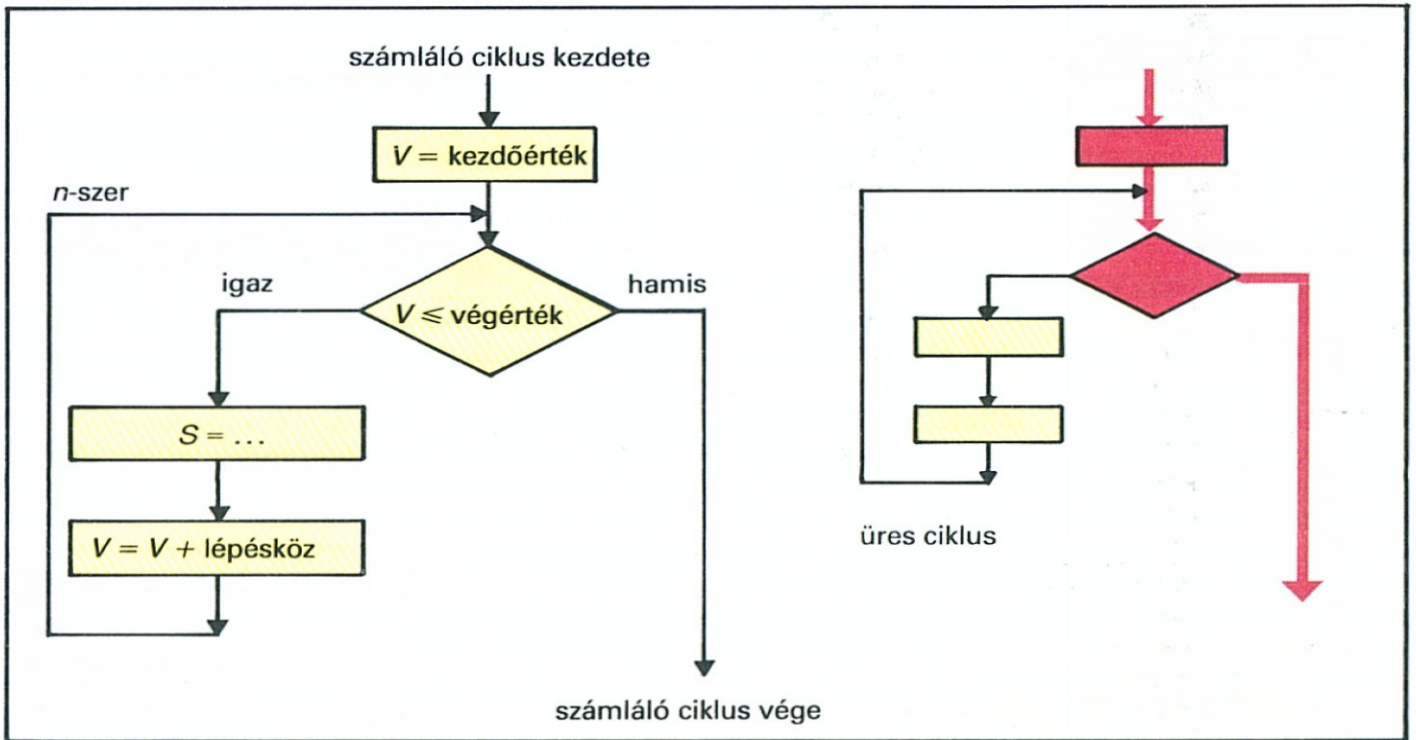 számláló ciklus kezdete
V = kezdőérték
n-szer
igaz
hamis
V ⩽ végérték
S = ...
V = V + lépésköz
üres ciklus
számláló ciklus vége